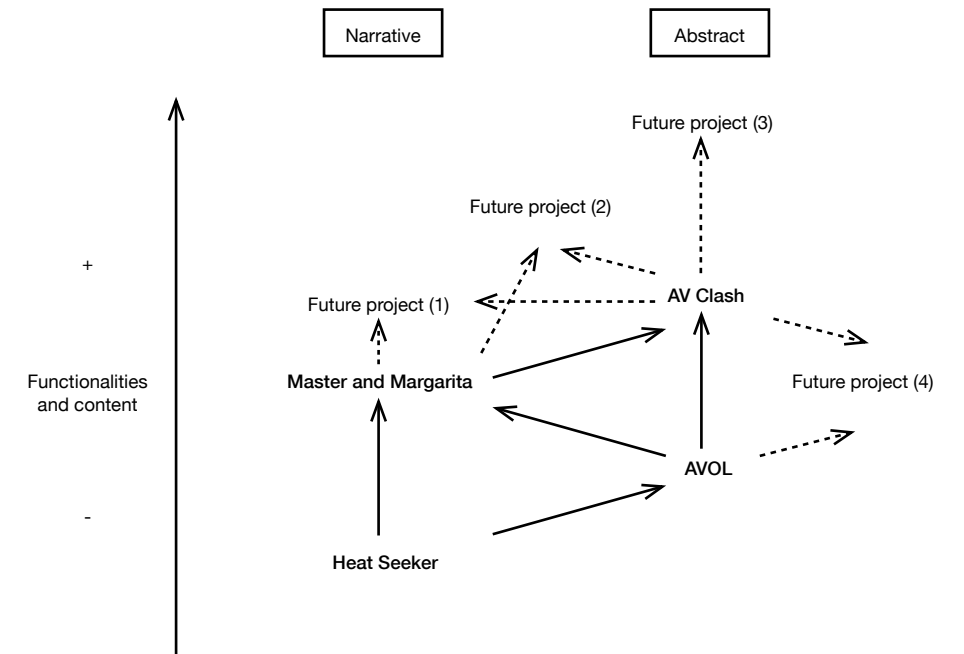 Narrative
Abstract
Future project (3)
Future project (2)
+
AV Clash
Future project (1)
Functionalities
and content
Master and Margarita
Future project (4)
AVOL
-
Heat Seeker